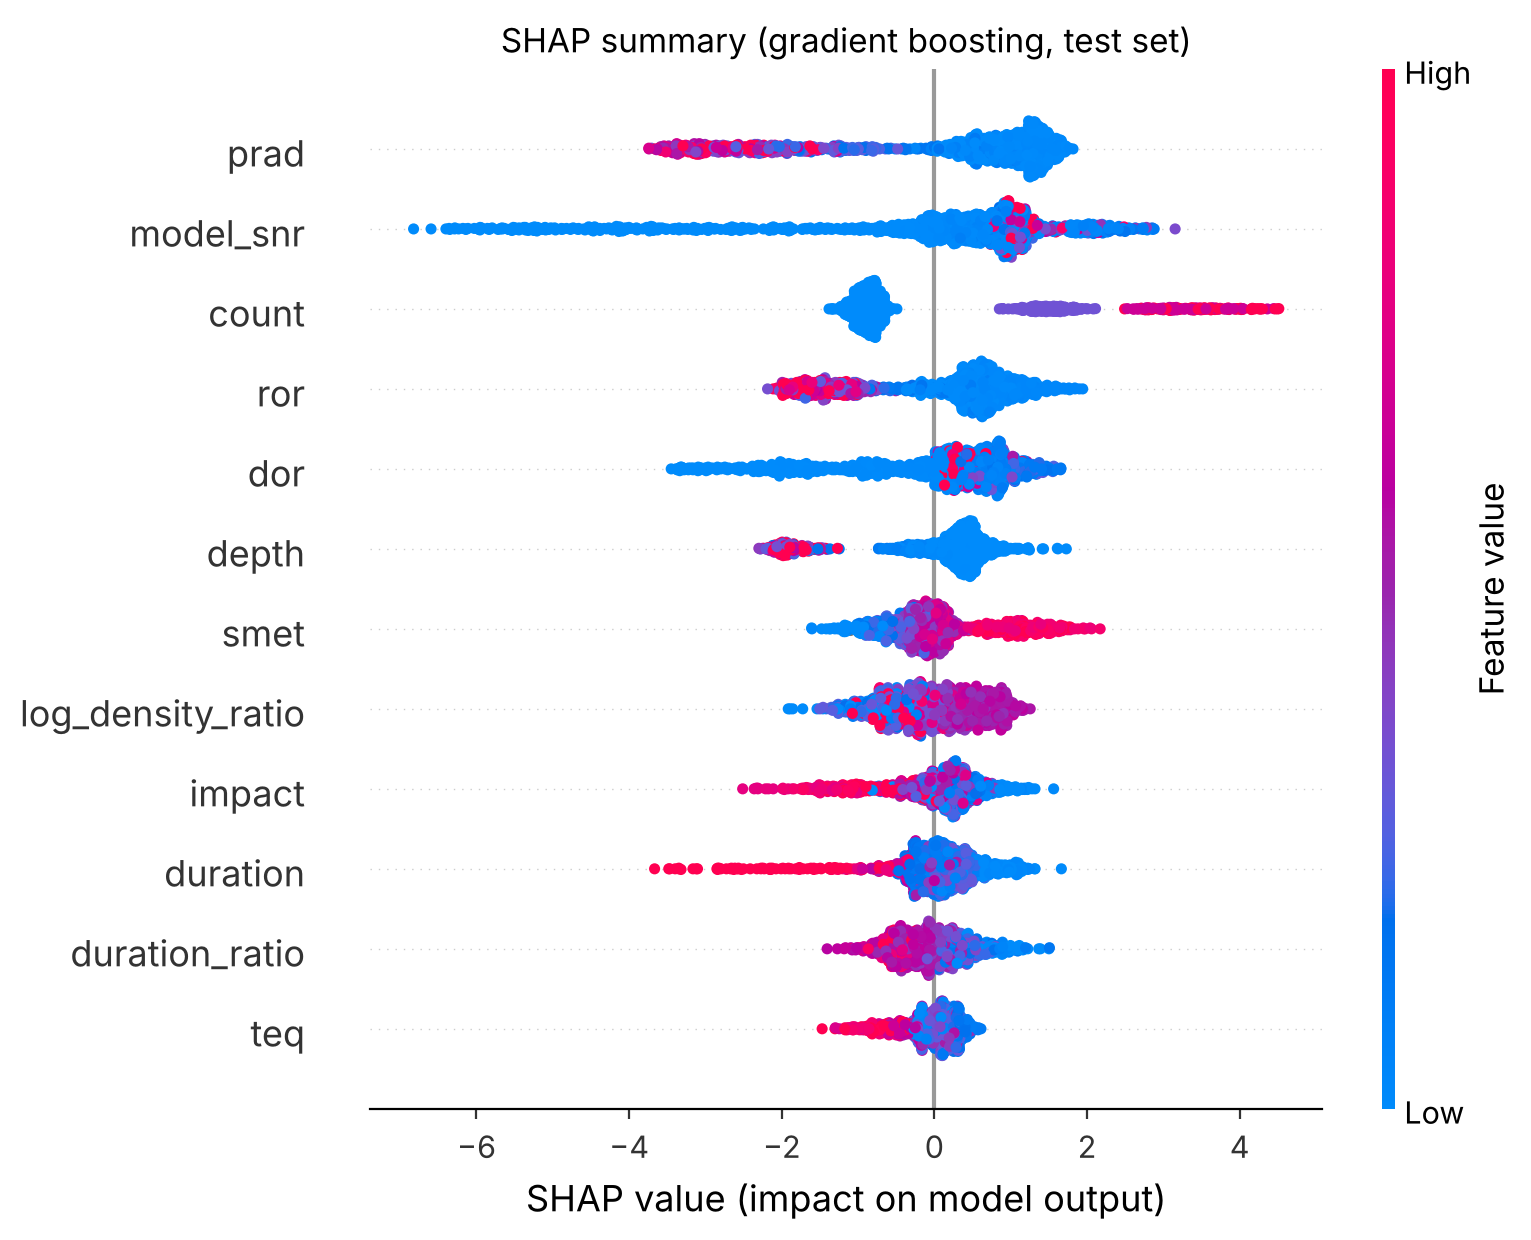 SHAP summary (gradient boosting, test set)
High
prad
model_snr
count
ror
dor
depth
smet
log_density_ratio
impact
duration
duration_ratio
teq
Feature value
Low
−6 −4 −2 0 2 4
SHAP value (impact on model output)